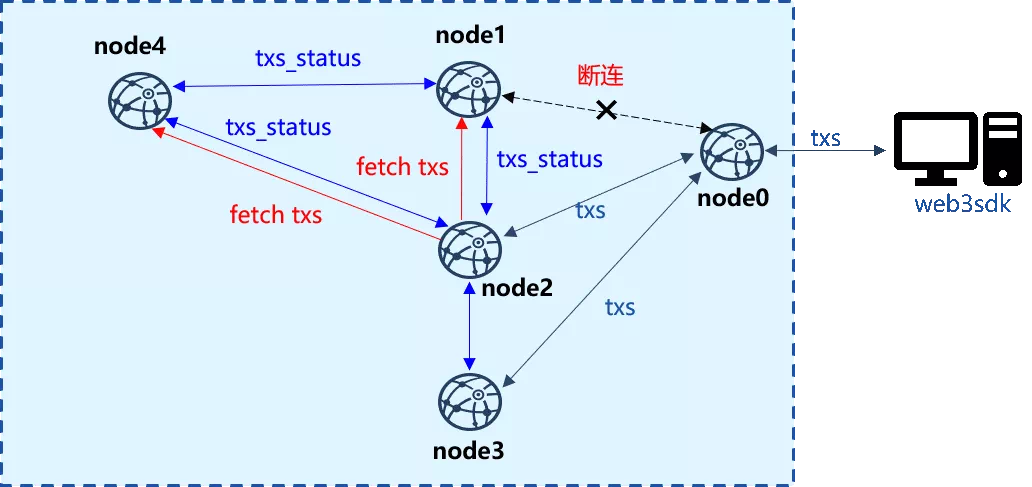 node1
node4
txs_status
断连
txs_status
txs
fetch txs
txs_status
node0
web3sdk
fetch txs
txs
node2
txs
node3